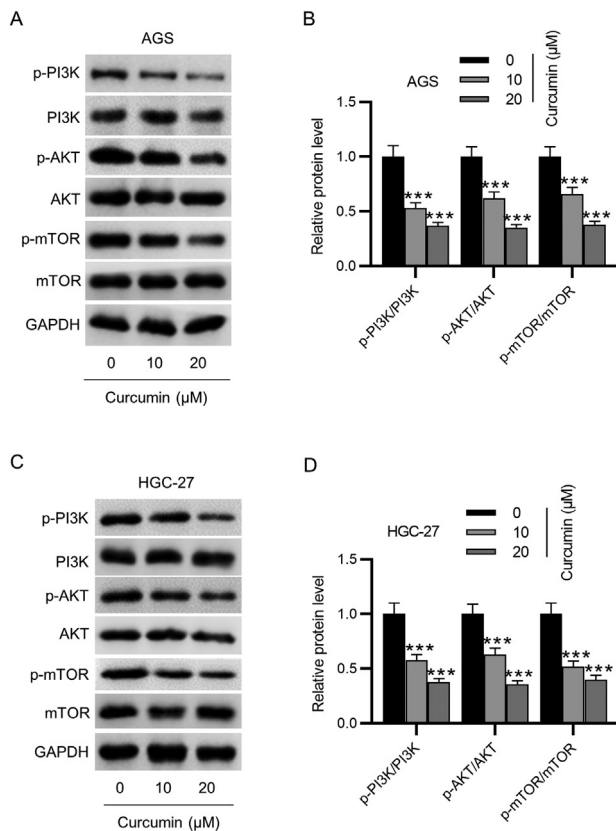 A
AGS
p-PI3K
PI3K
p-AKT
AKT
p-mTOR
mTOR
GAPDH
0 10 20
Curcumin (μM)
B
AGS
0
10
20
Curcumin (μM)
Relative protein level
1.5
1.0
0.5
0.0
*** *** *** *** *** ***
p-PI3K/PI3K
p-AKT/AKT
p-mTOR/mTOR
C
HGC-27
p-PI3K
PI3K
p-AKT
AKT
p-mTOR
mTOR
GAPDH
0 10 20
Curcumin (μM)
D
HGC-27
0
10
20
Curcumin (μM)
Relative protein level
1.5
1.0
0.5
0.0
*** *** *** *** *** ***
p-PI3K/PI3K
p-AKT/AKT
p-mTOR/mTOR